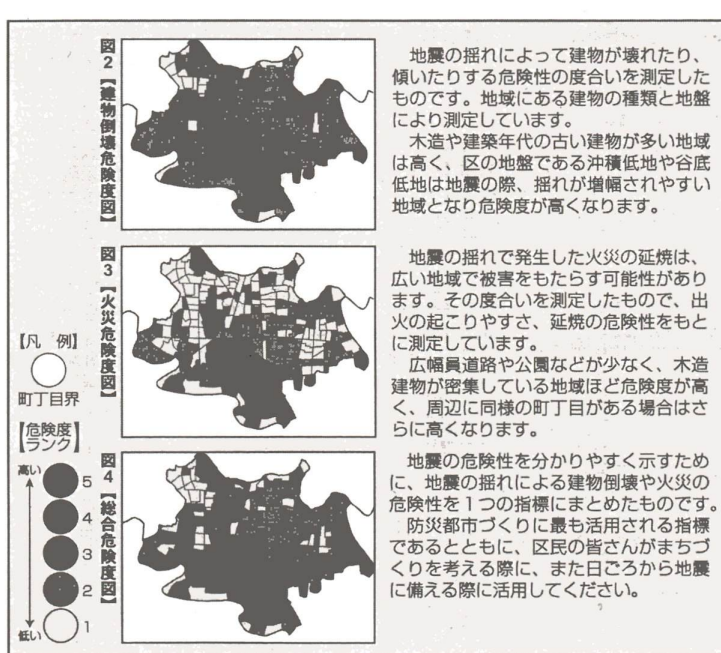 図2【建物倒壊危険度図】
地震の揺れによって建物が壊れたり、
傾いたりする危険性の度合いを測定した
ものです。地域にある建物の種類と地盤
により測定しています。
木造や建築年代の古い建物が多い地域
は高く、区の地盤である沖積低地や谷底
低地は地震の際、揺れが増幅されやすい
地域となり危険度が高くなります。
図3【火災危険度図】
地震の揺れで発生した火災の延焼は、
広い地域で被害をもたらす可能性があり
ます。その度合いを測定したもので、出
火の起こりやすさ、延焼の危険性をもと
に測定しています。
広幅員道路や公園などが少なく、木造
建物が密集している地域ほど危険度が高
く、周辺に同様の町丁目がある場合はさ
らに高くなります。
図4【総合危険度図】
地震の危険性を分かりやすく示すため
に、地震の揺れによる建物倒壊や火災の
危険性を1つの指標にまとめたものです。
防災都市づくりに最も活用される指標
であるとともに、区民の皆さんがまちづ
くりを考える際に、また日ごろから地震
に備える際に活用してください。
【凡 例】
町丁目界
【危険度
ランク】
高い
5
4
3
2
1
低い